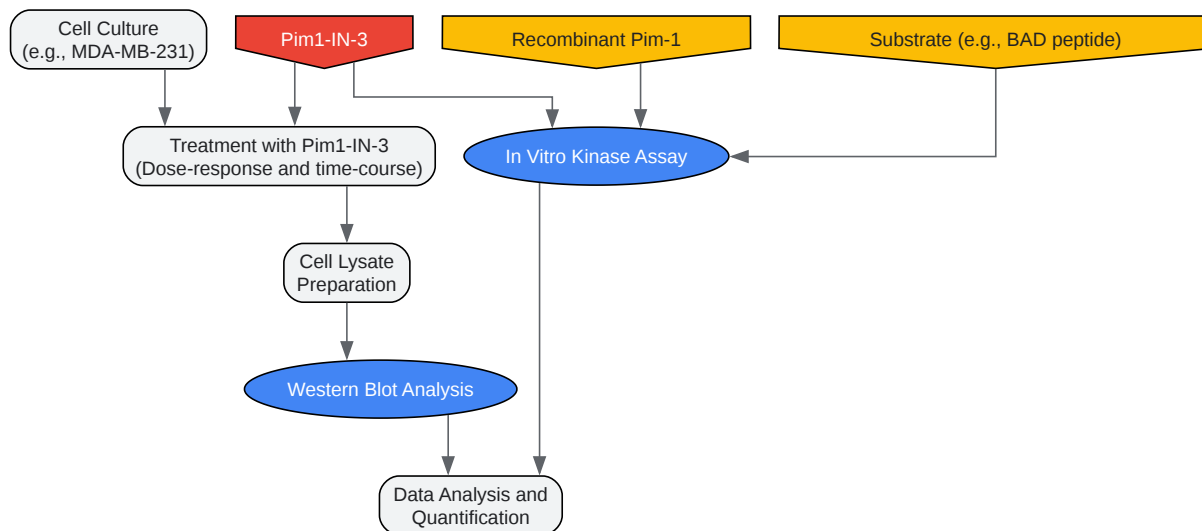 Cell Culture
(e.g., MDA-MB-231)
Pim1-IN-3
Recombinant Pim-1
Substrate (e.g., BAD peptide)
Treatment with Pim1-IN-3
(Dose-response and time-course)
In Vitro Kinase Assay
Cell Lysate
Preparation
Western Blot Analysis
Data Analysis and
Quantification